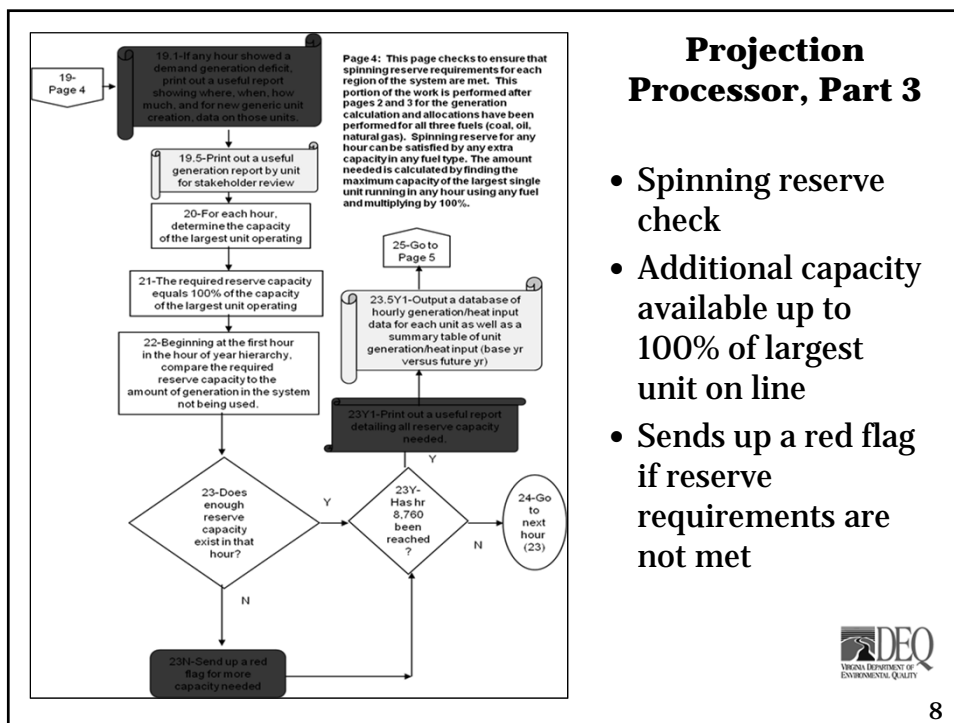 19-
Page 4
19.1-If any hour showed a
demand generation deficit,
print out a useful report
showing where, when, how
much, and for new generic unit
creation, data on those units.
Page 4:  This page checks to ensure that
spinning reserve requirements for each
region of the system are met.  This
portion of the work is performed after
pages 2 and 3 for the generation
calculation and allocations have been
performed for all three fuels (coal, oil,
natural gas).  Spinning reserve for any
hour can be satisfied by any extra
capacity in any fuel type. The amount
needed is calculated by finding the
maximum capacity of the largest single
unit running in any hour using any fuel
and multiplying by 100%.
19.5-Print out a useful
generation report by unit
for stakeholder review
20-For each hour,
determine the capacity
of the largest unit operating
21-The required reserve capacity
equals 100% of the capacity
of the largest unit operating
22-Beginning at the first hour
in the hour of year hierarchy,
compare the required
reserve capacity to the
amount of generation in the system
not being used.
25-Go to
Page 5
23.5Y1-Output a database of
hourly generation/heat input
data for each unit as well as a
summary table of unit
generation/heat input (base yr
versus future yr)
23Y1-Print out a useful report
detailing all reserve capacity
needed.
Y
23-Does
enough
reserve
capacity
exist in that
hour?
Y
23Y-
Has hr
8,760
been
reached
?
N
24-Go
to
next
hour
(23)
N
23N-Send up a red
flag for more
capacity needed
Projection
Processor, Part 3
• Spinning reserve
check
• Additional capacity
available up to
100% of largest
unit on line
• Sends up a red flag
if reserve
requirements are
not met
DEQ
VIRGINIA DEPARTMENT OF
ENVIRONMENTAL QUALITY
8